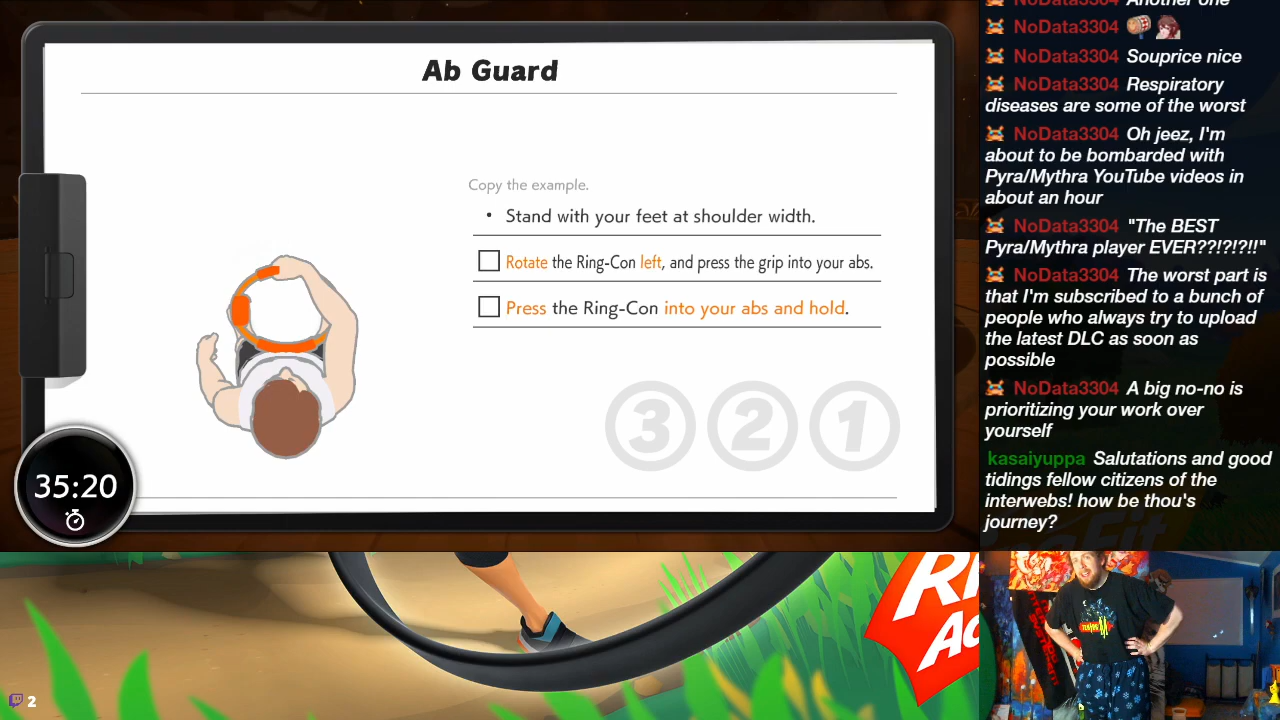 Ab Guard
Copy the example.
• Stand with your feet at shoulder width.
Rotate the Ring-Con left, and press the grip into your abs.
Press the Ring-Con into your abs and hold.
3 2 1
35:20
2
NoData3304 Another one
NoData3304
NoData3304 Souprice nice
NoData3304 Respiratory
diseases are some of the worst
NoData3304 Oh jeez, I'm
about to be bombarded with
Pyra/Mythra YouTube videos in
about an hour
NoData3304 "The BEST
Pyra/Mythra player EVER??!?!?!!"
NoData3304 The worst part is
that I'm subscribed to a bunch of
people who always try to upload
the latest DLC as soon as
possible
NoData3304 A big no-no is
prioritizing your work over
yourself
kasaiyuppa Salutations and good
tidings fellow citizens of the
interwebs! how be thou's
journey?